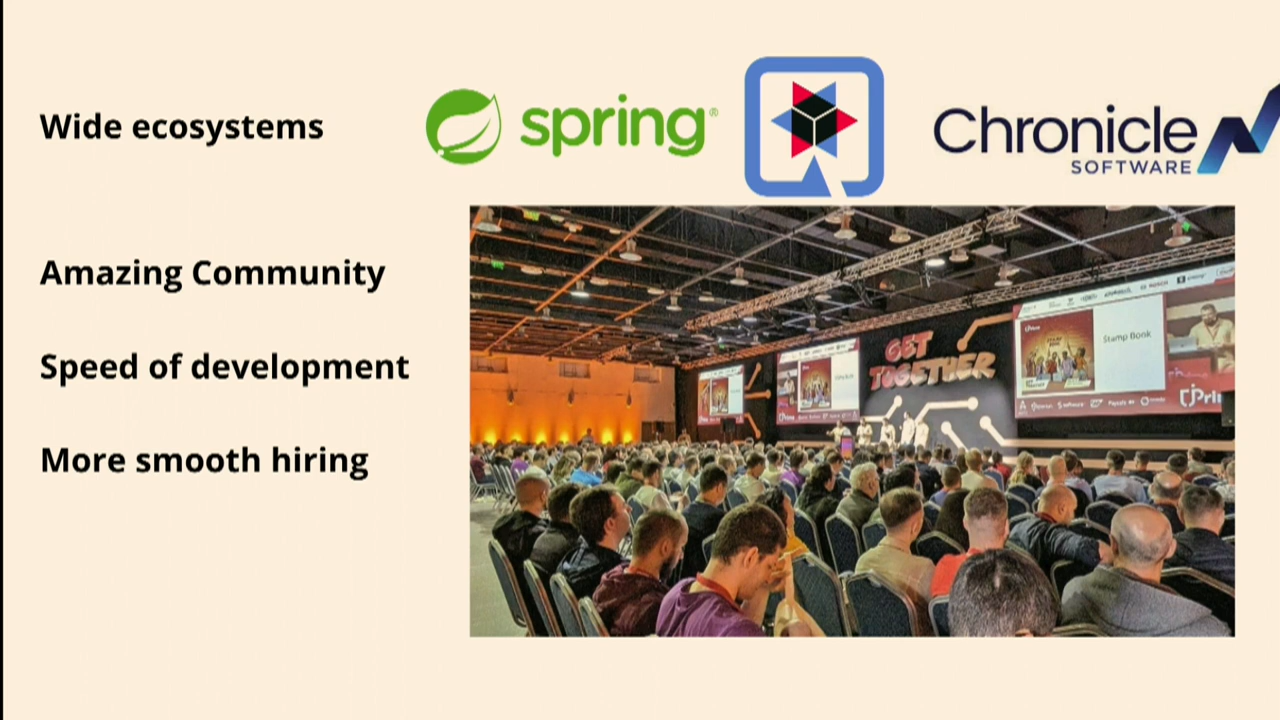 Wide ecosystems
spring®
Chronicle
SOFTWARE
Amazing Community
GET
TOGETHER
Stamp Bonk
Speed of development
More smooth hiring